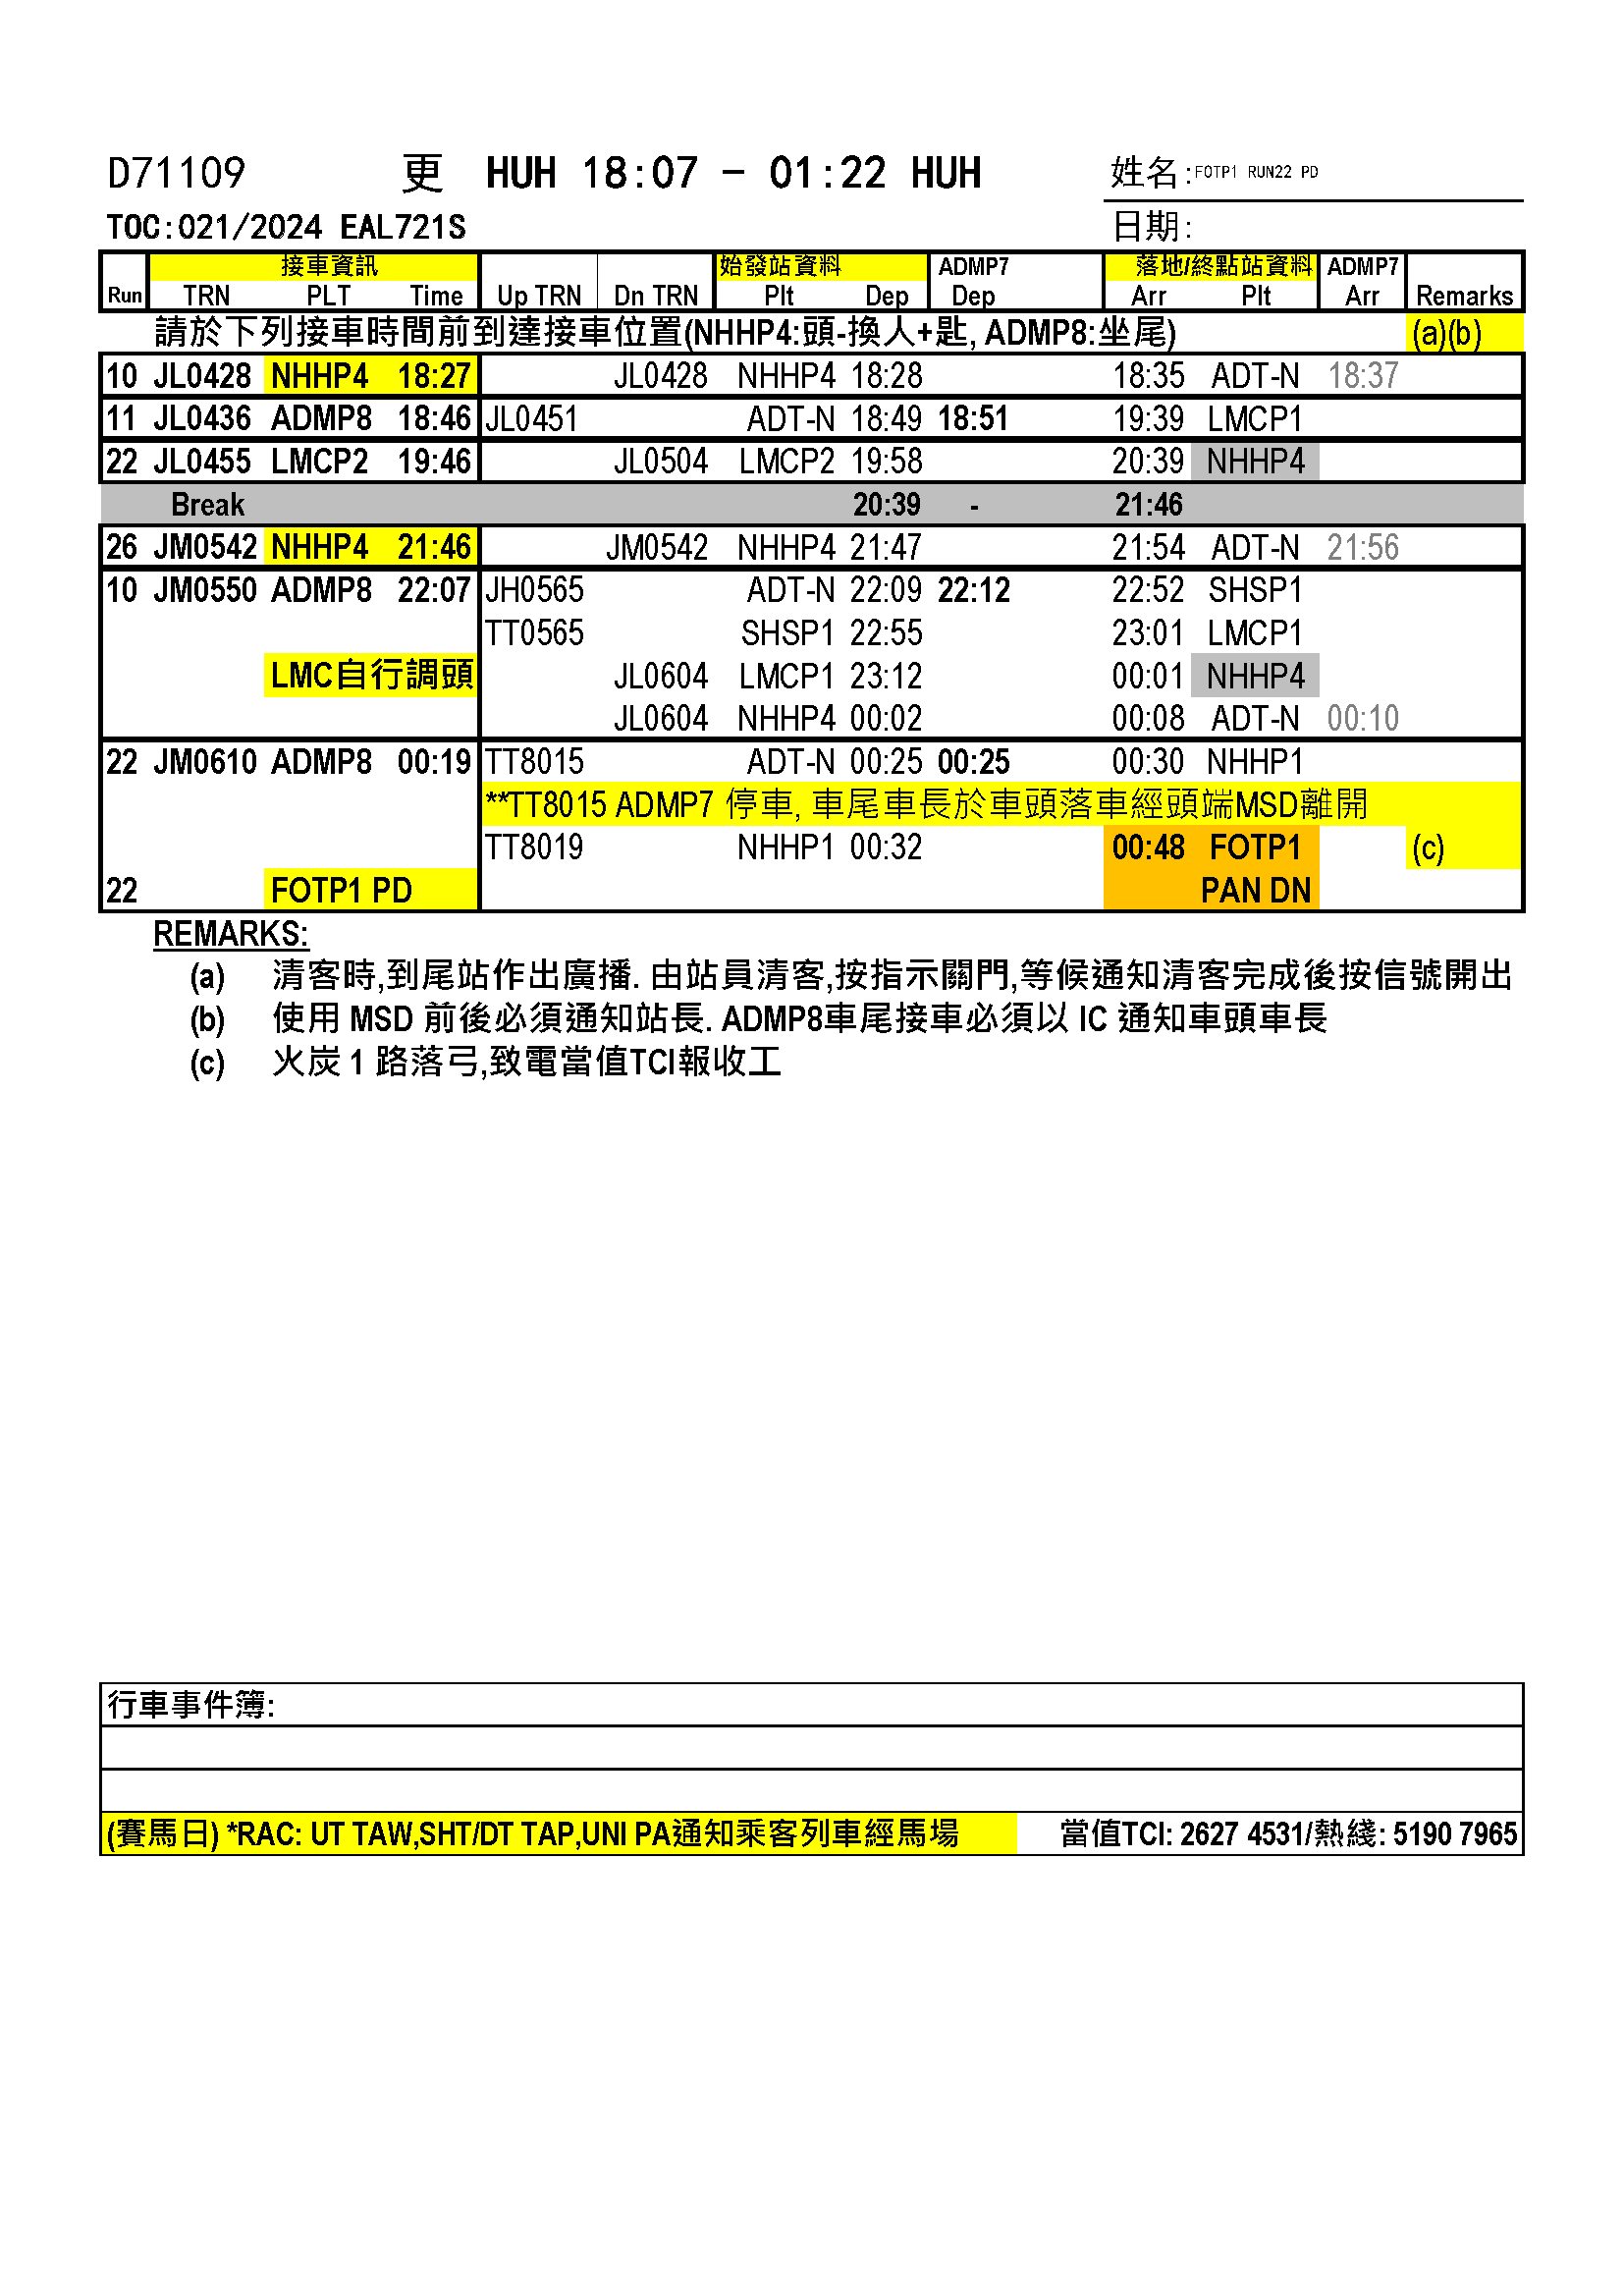 D71109 更 HUH 18:07 - 01:22 HUH 姓名:FOTP1 RUN22 PD
TOC:021/2024 EAL721S 日期:
接車資訊 始發站資料 ADMP7 落地/終點站資料 ADMP7
Run TRN PLT Time Up TRN Dn TRN Plt Dep Dep Arr Plt Arr Remarks
請於下列接車時間前到達接車位置(NHHP4:頭-換人+匙, ADMP8:坐尾) (a)(b)
10 JL0428 NHHP4 18:27 JL0428 NHHP4 18:28 18:35 ADT-N 18:37
11 JL0436 ADMP8 18:46 JL0451 ADT-N 18:49 18:51 19:39 LMCP1
22 JL0455 LMCP2 19:46 JL0504 LMCP2 19:58 20:39 NHHP4
Break 20:39 - 21:46
26 JM0542 NHHP4 21:46 JM0542 NHHP4 21:47 21:54 ADT-N 21:56
10 JM0550 ADMP8 22:07 JH0565 ADT-N 22:09 22:12 22:52 SHSP1
TT0565 SHSP1 22:55 23:01 LMCP1
LMC自行調頭 JL0604 LMCP1 23:12 00:01 NHHP4
JL0604 NHHP4 00:02 00:08 ADT-N 00:10
22 JM0610 ADMP8 00:19 TT8015 ADT-N 00:25 00:25 00:30 NHHP1
**TT8015 ADMP7 停車, 車尾車長於車頭落車經頭端MSD離開
TT8019 NHHP1 00:32 00:48 FOTP1 (c)
22 FOTP1 PD PAN DN
REMARKS:
(a) 清客時,到尾站作出廣播. 由站員清客,按指示關門,等候通知清客完成後按信號開出
(b) 使用 MSD 前後必須通知站長. ADMP8車尾接車必須以 IC 通知車頭車長
(c) 火炭 1 路落弓,致電當值TCI報收工
行車事件簿:
(賽馬日) *RAC: UT TAW,SHT/DT TAP,UNI PA通知乘客列車經馬場 當值TCI: 2627 4531/熱綫: 5190 7965